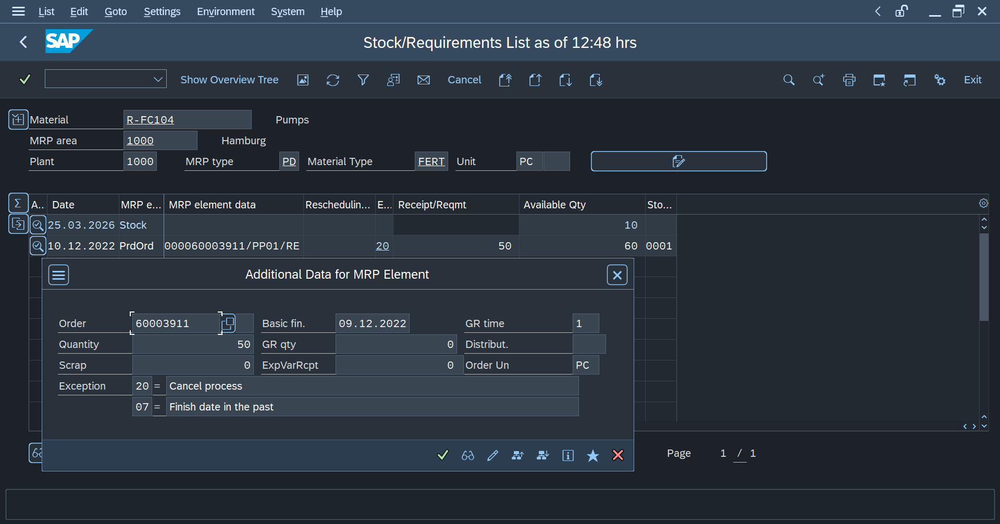 List Edit Goto Settings Environment System Help
SAP
Stock/Requirements List as of 12:48 hrs
Show Overview Tree Cancel Exit
Material R-FC104 Pumps
MRP area 1000 Hamburg
Plant 1000 MRP type PD Material Type FERT Unit PC
A.. Date MRP e... MRP element data Reschedulin... E... Receipt/Reqmt Available Qty Sto...
25.03.2026 Stock 10
10.12.2022 PrdOrd 000060003911/PP01/RE 20 50 60 0001
Additional Data for MRP Element
Order 60003911 Basic fin. 09.12.2022 GR time 1
Quantity 50 GR qty 0 Distribut.
Scrap 0 ExpVarRcpt 0 Order Un PC
Exception 20 = Cancel process
07 = Finish date in the past
Page 1 / 1